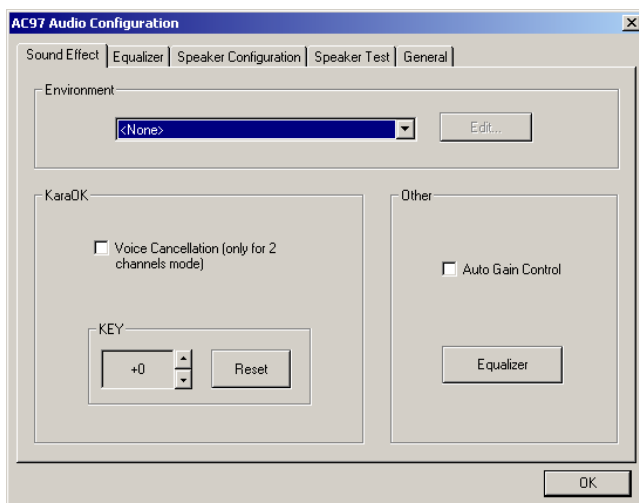 AC97 Audio Configuration
Sound Effect Equalizer Speaker Configuration Speaker Test General
Environment
<None> Edit...
KaraOK
Voice Cancellation (only for 2
channels mode)
KEY
+0 Reset
Other
Auto Gain Control
Equalizer
OK